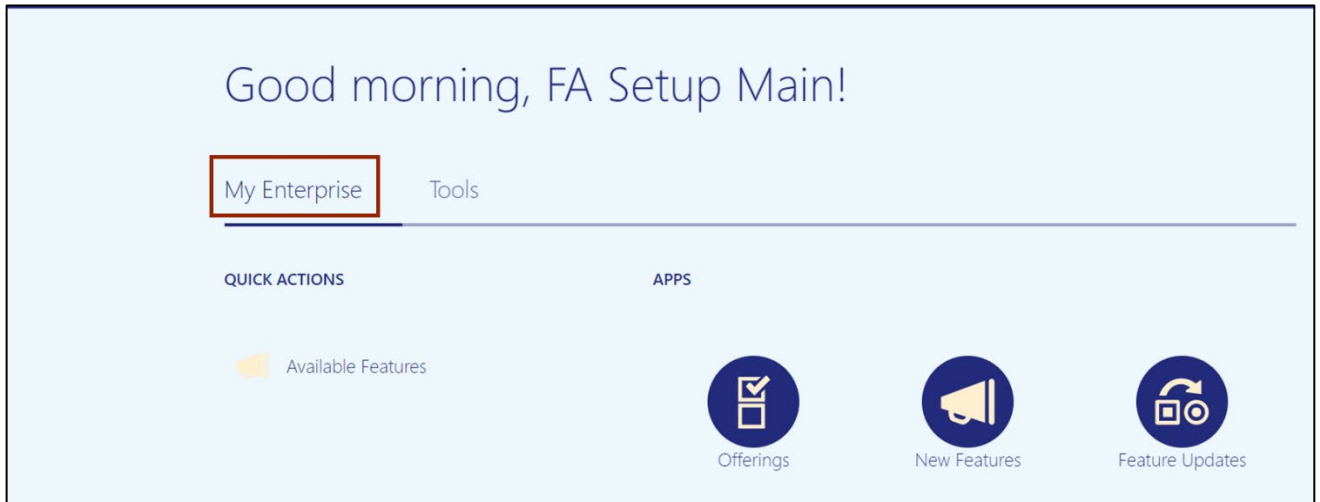 Good morning, FA Setup Main!
My Enterprise Tools
QUICK ACTIONS APPS
Available Features
Offerings New Features Feature Updates